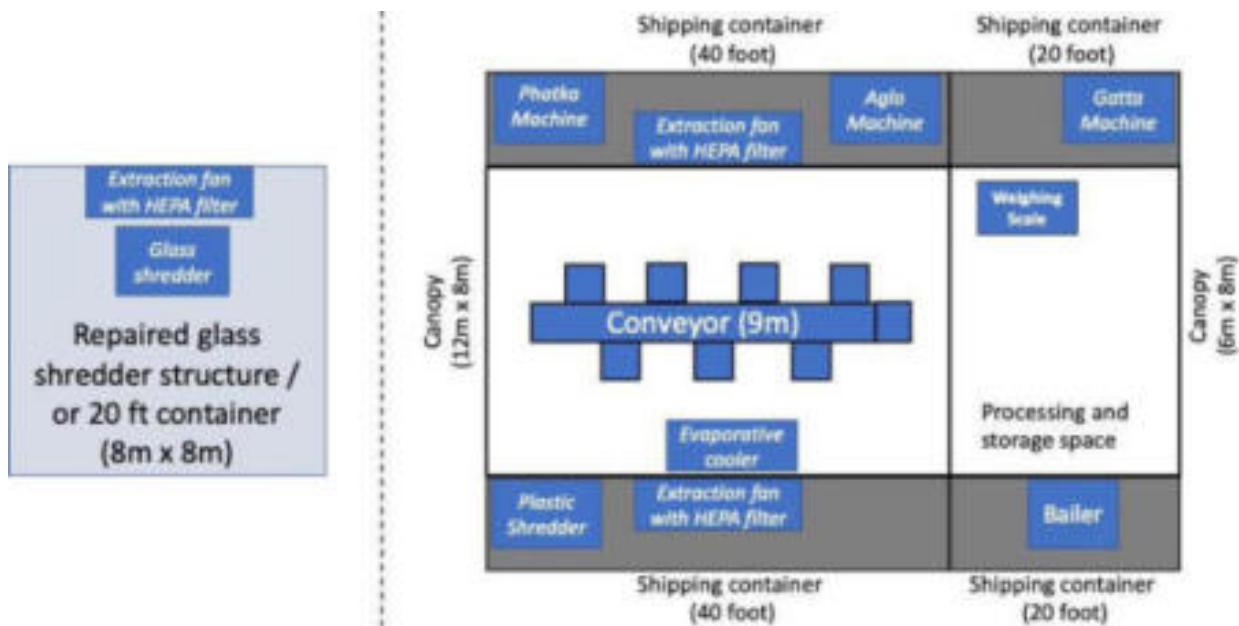 Shipping container
(40 foot)
Shipping container
(20 foot)
Phatka
Machine
Extraction fan
with HEPA filter
Aglo
Machine
Gatta
Machine
Extraction fan
with HEPA filter
Glass
shredder
Repaired glass
shredder structure /
or 20 ft container
(8m x 8m)
Canopy
(12m x 8m)
Weighing
Scale
Conveyor (9m)
Canopy
(6m x 8m)
Processing and
storage space
Evaporative
cooler
Plastic
Shredder
Extraction fan
with HEPA filter
Bailer
Shipping container
(40 foot)
Shipping container
(20 foot)